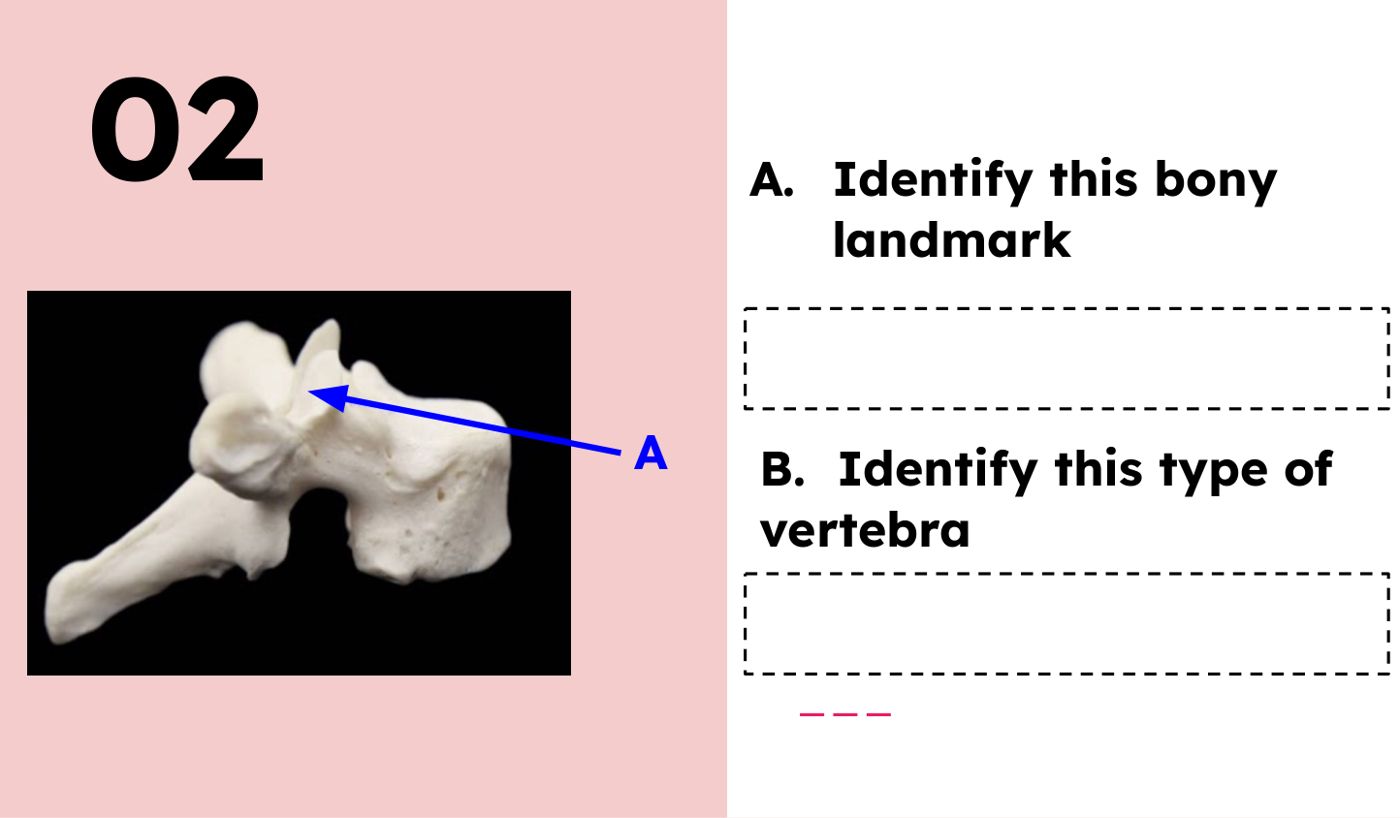 02
A
A. Identify this bony
landmark
B. Identify this type of
vertebra